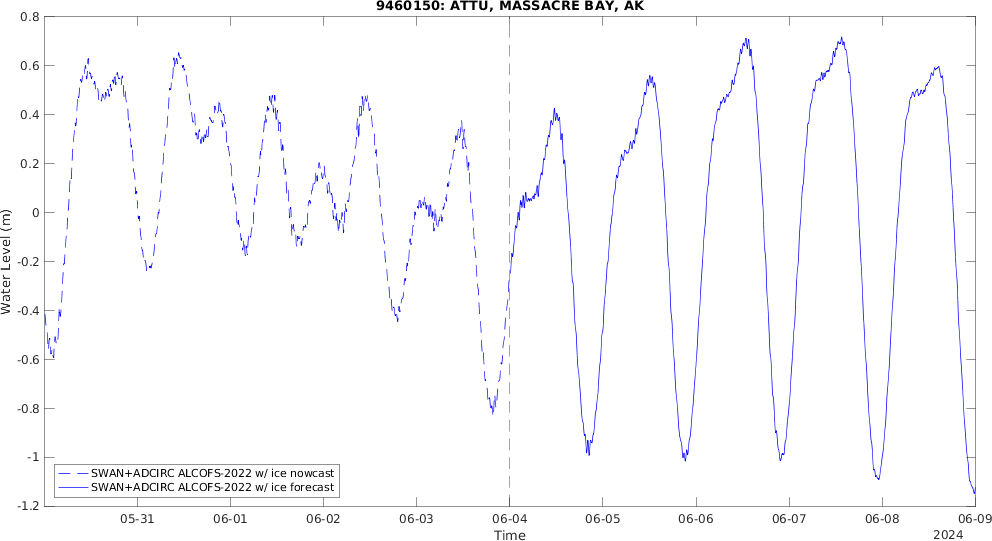 9460150: ATTU, MASSACRE BAY, AK
0.8
0.6
0.4
0.2
0
-0.2
-0.4
-0.6
-0.8
-1
-1.2
Water Level (m)
SWAN+ADCIRC ALCOFS-2022 w/ ice nowcast
SWAN+ADCIRC ALCOFS-2022 w/ ice forecast
05-31 06-01 06-02 06-03 06-04 06-05 06-06 06-07 06-08 06-09
Time
2024